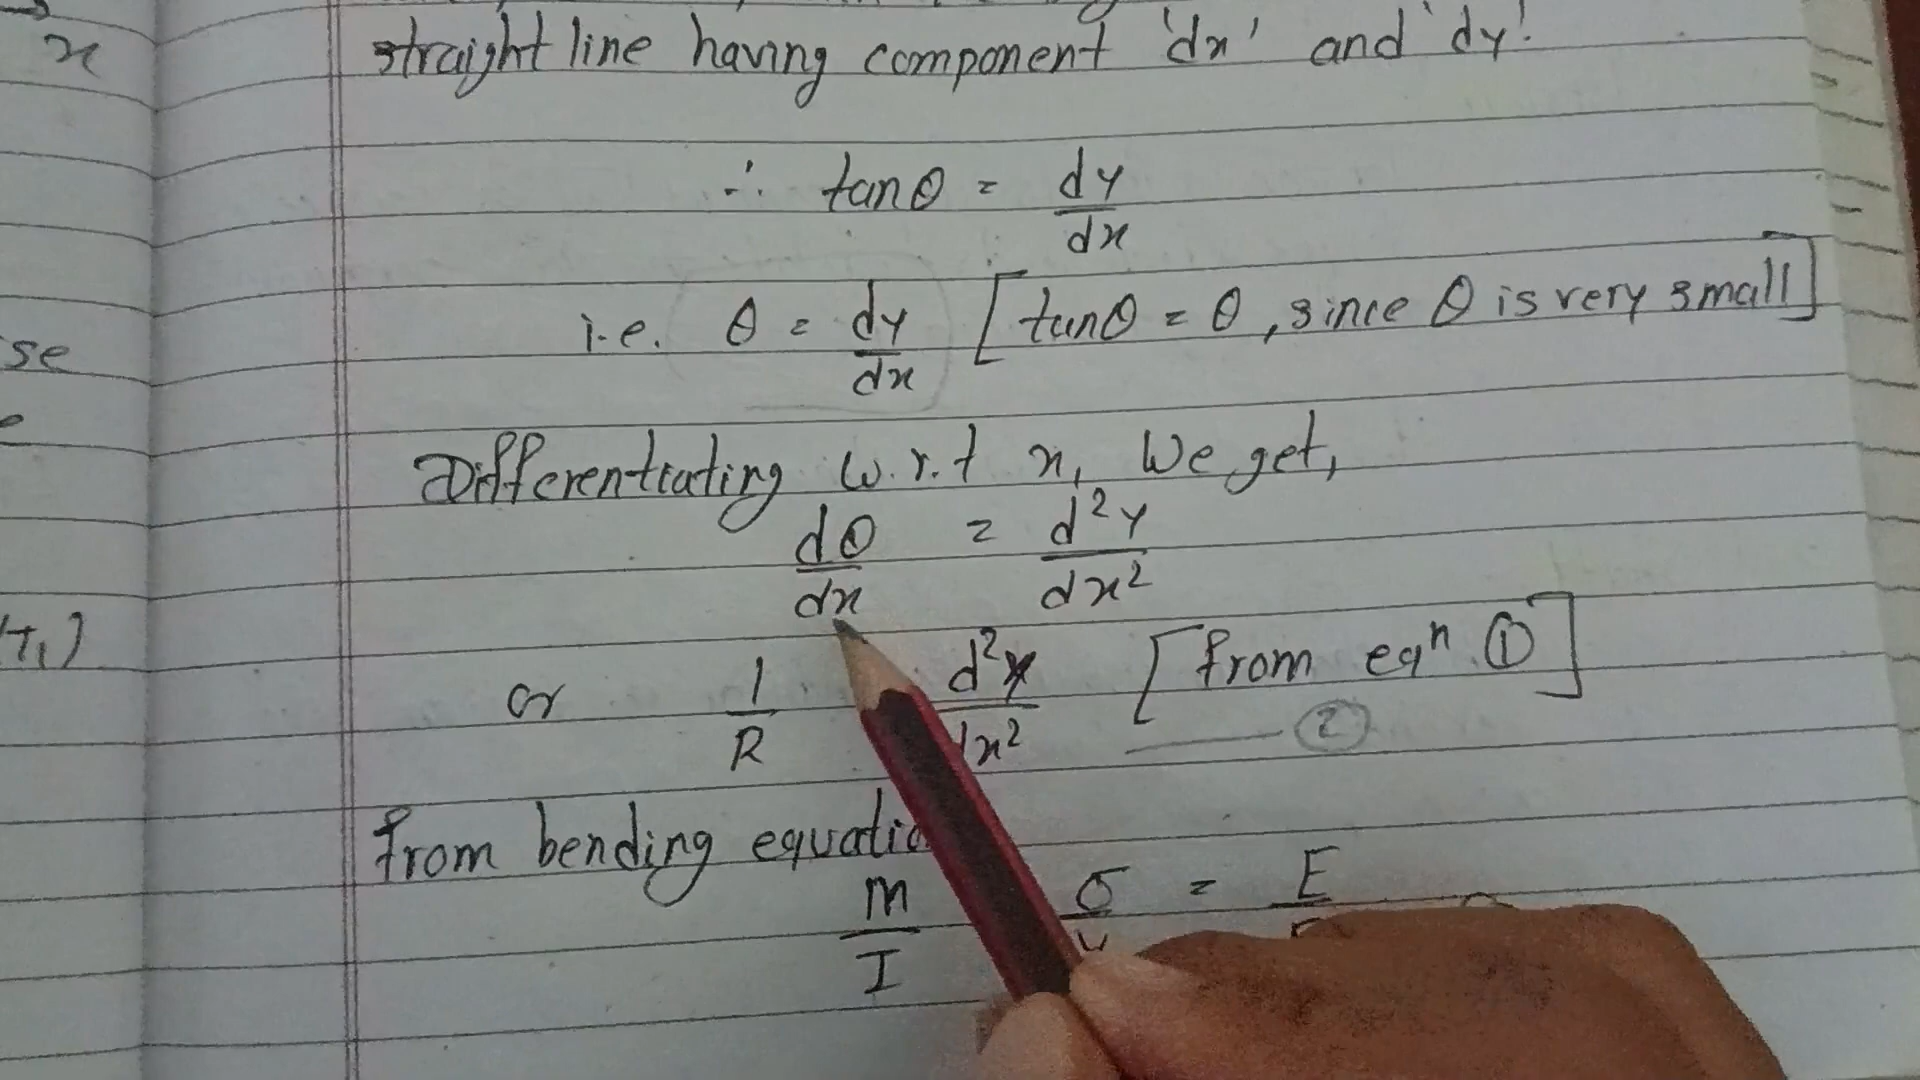 x
straight line having component 'dx' and 'dy'.
∴ tanθ = dy/dx
i.e. θ = dy/dx [tanθ = θ, since θ is very small]
se
e
Differentiating w.r.t x, We get,
dθ/dx = d²y/dx²
T₁)
or 1/R d²y/dx² [from eqⁿ. ①]
②
from bending equatio
M/I σ/y = E